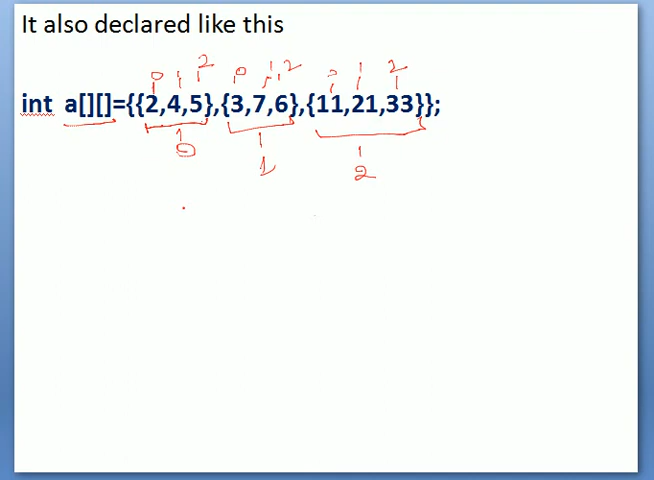 It also declared like this
0 1 2 0 1 2 0 1 2
int a[][]={{2,4,5},{3,7,6},{11,21,33}};
0 1 2